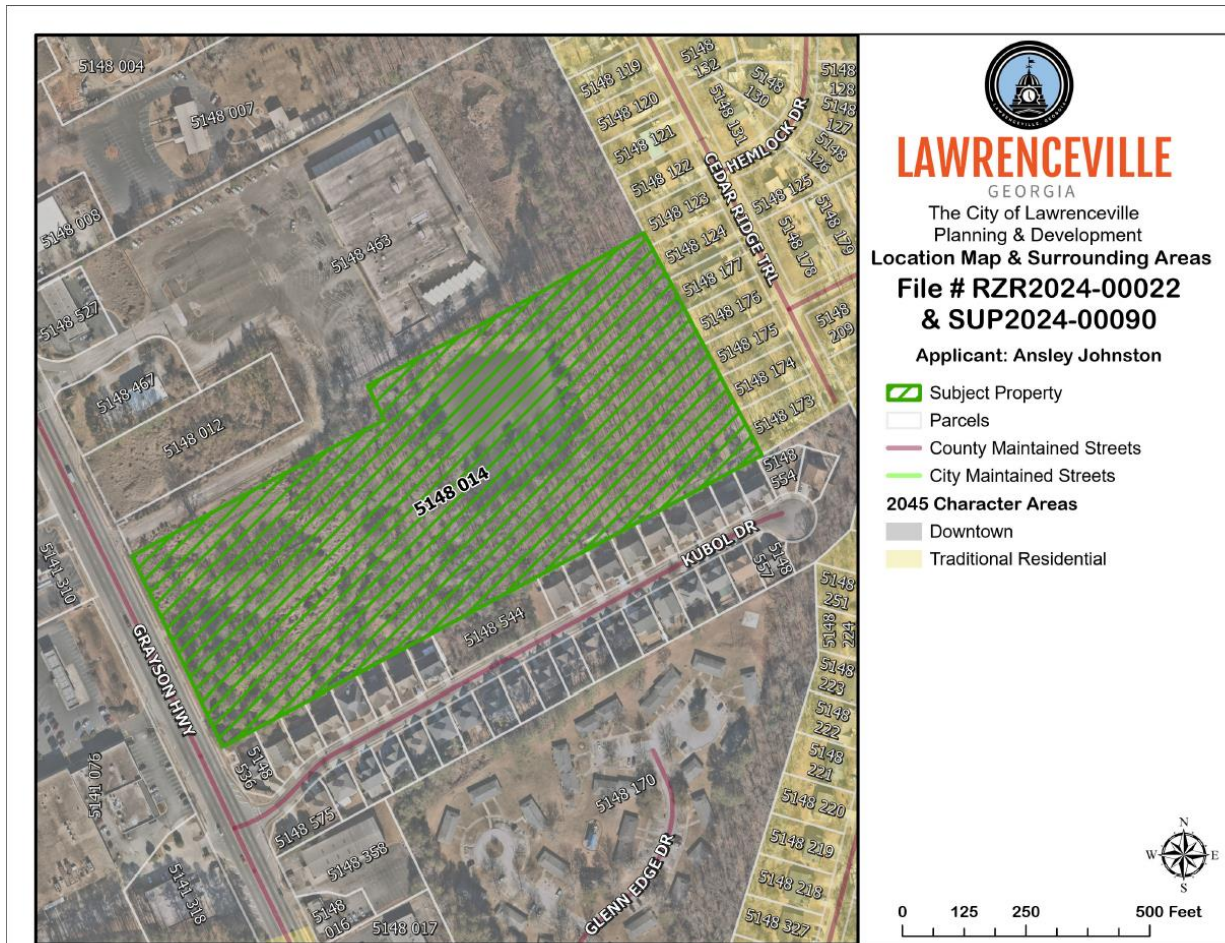 5148 004
5148 007
5148 008
5148 463
5148 527
5148 467
5148 012
5148 014
5148 119
5148 120
5148 121
5148 122
5148 123
5148 124
5148 177
5148 176
5148 175
5148 174
5148 173
5148
132
5148
130
5148 131
5148
128
5148
127
5148
126
HEMLOCK DR
CEDAR RIDGE TRL
5148 125
5148 178
5148 179
5148
209
5148
554
KUBOL DR
5148
557
5148 544
5141 310
GRAYSON HWY
5148
536
5141 076
5148 575
5148 358
5141 318
5148
016
5148 017
5148 170
GLENN EDGE DR
5148
251
5148
224
5148
223
5148
222
5148
221
5148 220
5148 219
5148 218
5148 327
LAWRENCEVILLE
GEORGIA
The City of Lawrenceville
Planning & Development
Location Map & Surrounding Areas
File # RZR2024-00022
& SUP2024-00090
Applicant: Ansley Johnston
Subject Property
Parcels
County Maintained Streets
City Maintained Streets
2045 Character Areas
Downtown
Traditional Residential
N
W E
S
0 125 250 500 Feet